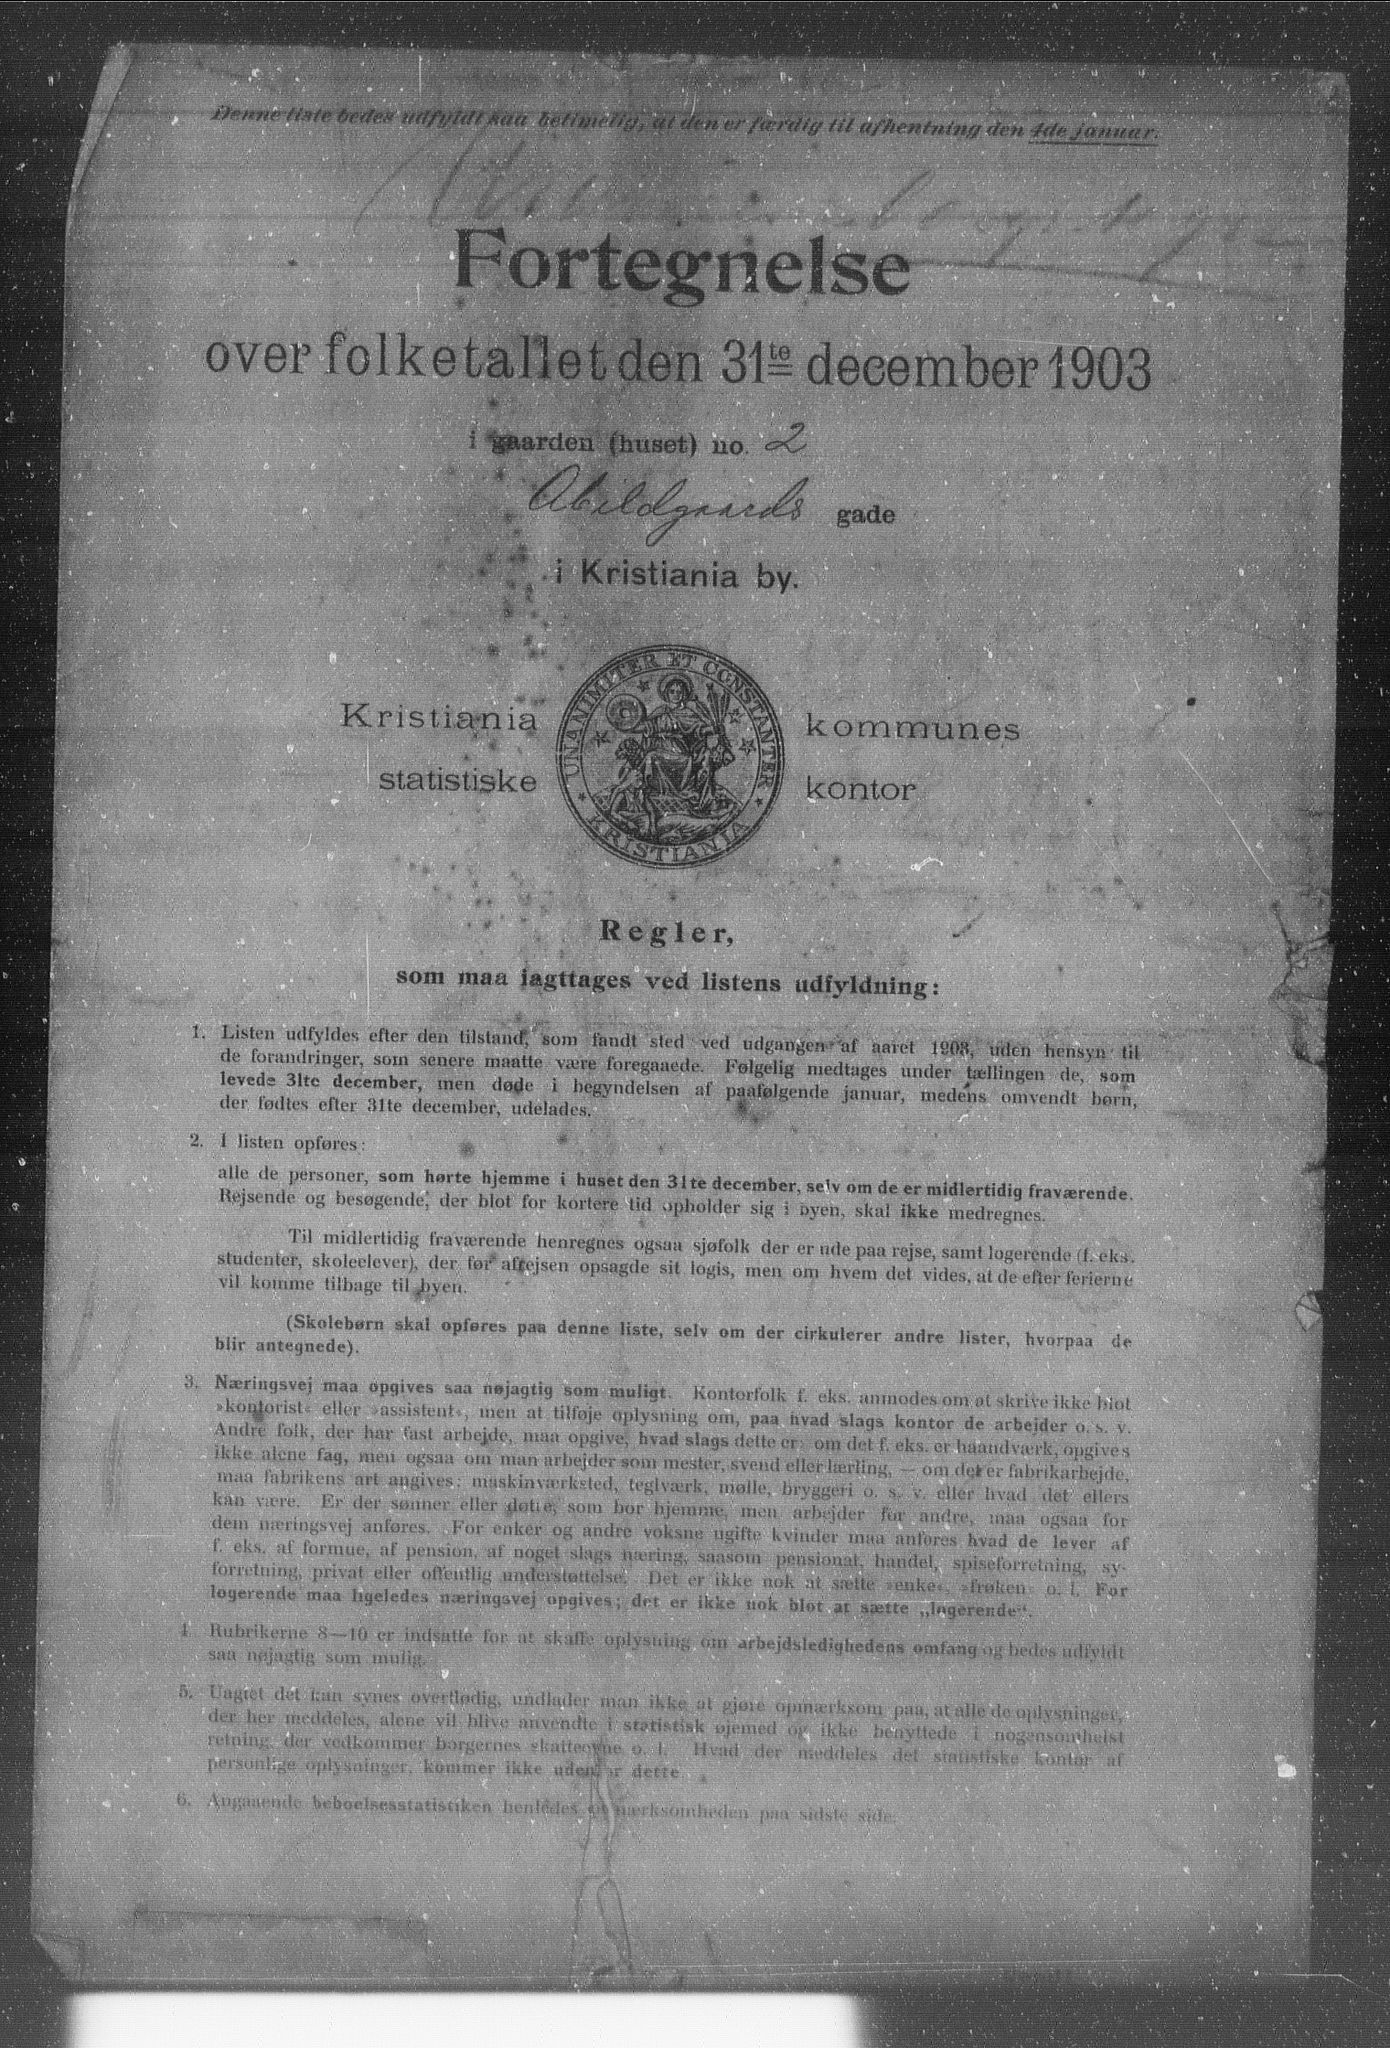 Denne liste bedes udfyldt saa betimelig, at den er færdig til afhentning den 4de januar.
Fortegnelse
over folketallet den 31te december 1903
i gaarden (huset) no. 2
Abildgaards gade
i Kristiania by.
Kristiania kommunes
statistiske kontor
UNANIMITER ET CONSTANTER
KRISTIANIA
Regler,
som maa iagttages ved listens udfyldning:
1. Listen udfyldes efter den tilstand, som fandt sted ved udgangen af aaret 1903, uden hensyn til
de forandringer, som senere maatte være foregaaede. Følgelig medtages under tællingen de, som
levede 31te december, men døde i begyndelsen af paafølgende januar, medens omvendt børn,
der fødtes efter 31te december, udelades.
2. I listen opføres:
alle de personer, som hørte hjemme i huset den 31te december, selv om de er midlertidig fraværende.
Rejsende og besøgende, der blot for kortere tid opholder sig i byen, skal ikke medregnes.
Til midlertidig fraværende henregnes ogsaa sjøfolk der er ude paa rejse, samt logerende (f. eks.
studenter, skoleelever), der før afrejsen opsagde sit logis, men om hvem det vides, at de efter ferierne
vil komme tilbage til byen.
(Skolebørn skal opføres paa denne liste, selv om der cirkulerer andre lister, hvorpaa de
blir antegnede).
3. Næringsvej maa opgives saa nøjagtig som muligt. Kontorfolk f. eks. anmodes om at skrive ikke blot
»kontorist« eller »assistent«, men at tilføje oplysning om, paa hvad slags kontor de arbejder o. s. v.
Andre folk, der har fast arbejde, maa opgive, hvad slags dette er: om det f. eks. er haandværk, opgives
ikke alene fag, men ogsaa om man arbejder som mester, svend eller lærling, — om det er fabrikarbejde,
maa fabrikens art angives: maskinværksted, teglværk, mølle, bryggeri o. s. v. eller hvad det ellers
kan være. Er der sønner eller døtre, som bor hjemme, men arbejder for andre, maa ogsaa for
dem næringsvej anføres. For enker og andre voksne ugifte kvinder maa anføres hvad de lever af
f. eks. af formue, af pension, af noget slags næring, saasom pensionat, handel, spiseforretning, sy-
forretning, privat eller offentlig understøttelse. Det er ikke nok at sætte »enke«, »frøken« o. l. For
logerende maa ligeledes næringsvej opgives; det er ikke nok blot at sætte „logerende“.
4. Rubrikerne 8—10 er indsatte for at skaffe oplysning om arbejdsledighedens omfang og bedes udfyldt
saa nøjagtig som mulig.
5. Uagtet det kan synes overflødig, undlader man ikke at gjøre opmærksom paa, at alle de oplysninger,
der her meddeles, alene vil blive anvendte i statistisk øjemed og ikke benyttede i nogensomhelst
retning, der vedkommer borgernes skatteevne o. l. Hvad der meddeles det statistiske kontor af
personlige oplysninger, kommer ikke udenfor dette.
6. Angaaende beboelsesstatistiken henledes opmærksomheden paa sidste side.